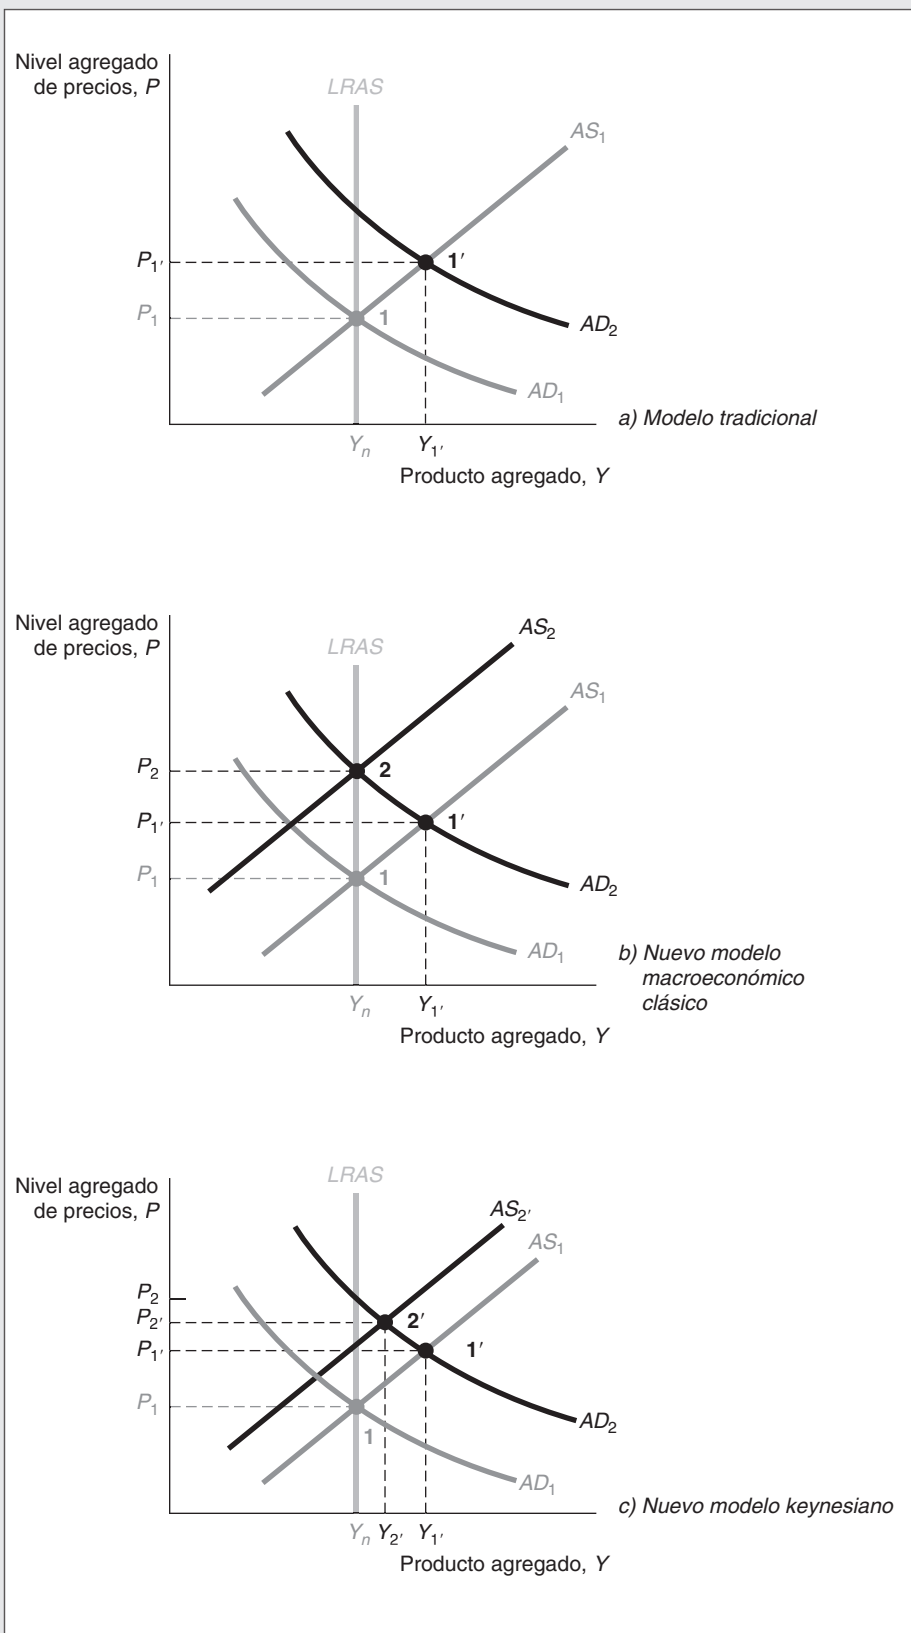 Nivel agregado
de precios, P
LRAS
AS₁
P₁′
1′
P₁
1
AD₂
AD₁
a) Modelo tradicional
Yₙ
Y₁′
Producto agregado, Y
Nivel agregado
de precios, P
AS₂
LRAS
AS₁
P₂
2
P₁′
1′
P₁
1
AD₂
AD₁
b) Nuevo modelo
macroeconómico
clásico
Yₙ
Y₁′
Producto agregado, Y
LRAS
Nivel agregado
de precios, P
AS₂′
AS₁
P₂
P₂′
2′
P₁′
1′
P₁
AD₂
1
AD₁
c) Nuevo modelo keynesiano
Yₙ Y₂′ Y₁′
Producto agregado, Y